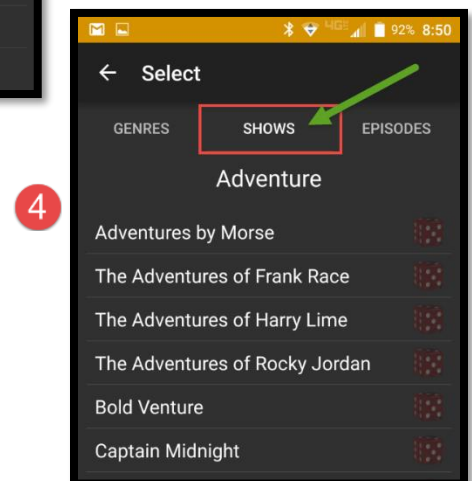 4G 92% 8:50
← Select
GENRES SHOWS EPISODES
Adventure
4
Adventures by Morse
The Adventures of Frank Race
The Adventures of Harry Lime
The Adventures of Rocky Jordan
Bold Venture
Captain Midnight